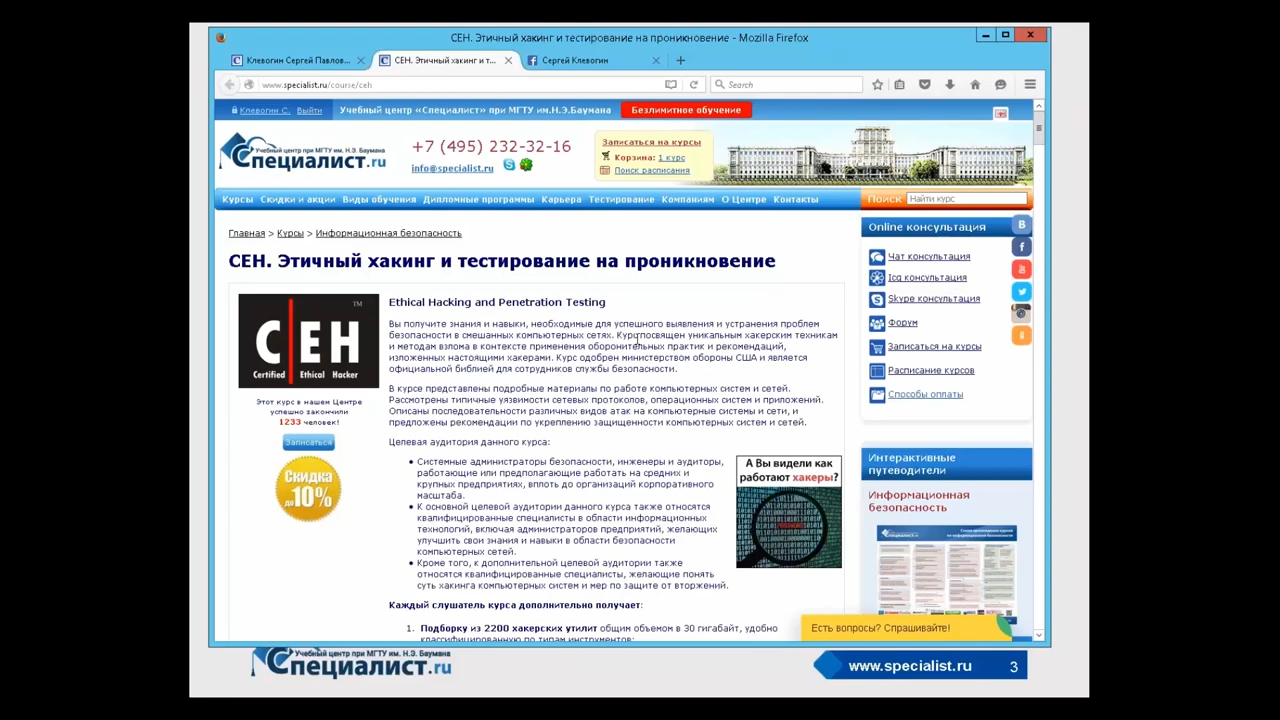 CEH. Этичный хакинг и тестирование на проникновение - Mozilla Firefox
Клевогин Сергей Павлов...
CEH. Этичный хакинг и т...
Сергей Клевогин
www.specialist.ru/course/ceh
Search
Клевогин С. Выйти
Учебный центр «Специалист» при МГТУ им.Н.Э.Баумана
Безлимитное обучение
Учебный центр при МГТУ им. Н.Э. Баумана
Специалист.ru
+7 (495) 232-32-16
info@specialist.ru
Записаться на курсы
Корзина: 1 курс
Поиск расписания
Курсы Скидки и акции Виды обучения Дипломные программы Карьера Тестирование Компаниям О Центре Контакты
Поиск Найти курс
Главная > Курсы > Информационная безопасность
CEH. Этичный хакинг и тестирование на проникновение
CEH
TM
Certified Ethical Hacker
Этот курс в нашем Центре
успешно закончили
1233 человек!
Записаться
Скидка
до 10%
Ethical Hacking and Penetration Testing
Вы получите знания и навыки, необходимые для успешного выявления и устранения проблем
безопасности в смешанных компьютерных сетях. Курс посвящен уникальным хакерским техникам
и методам взлома в контексте применения оборонительных практик и рекомендаций,
изложенных настоящими хакерами. Курс одобрен министерством обороны США и является
официальной библией для сотрудников службы безопасности.
В курсе представлены подробные материалы по работе компьютерных систем и сетей.
Рассмотрены типичные уязвимости сетевых протоколов, операционных систем и приложений.
Описаны последовательности различных видов атак на компьютерные системы и сети, и
предложены рекомендации по укреплению защищенности компьютерных систем и сетей.
Целевая аудитория данного курса:
Системные администраторы безопасности, инженеры и аудиторы,
работающие или предполагающие работать на средних и
крупных предприятиях, вплоть до организаций корпоративного
масштаба.
К основной целевой аудитории данного курса также относятся
квалифицированные специалисты в области информационных
технологий, включая администраторов предприятий, желающих
улучшить свои знания и навыки в области безопасности
компьютерных сетей.
Кроме того, к дополнительной целевой аудитории также
относятся квалифицированные специалисты, желающие понять
суть хакинга компьютерных систем и мер по защите от вторжений.
А Вы видели как
работают хакеры?
Каждый слушатель курса дополнительно получает:
1. Подборку из 2200 хакерских утилит общим объемом в 30 гигабайт, удобно
классифицированную по типам инструментов:
Online консультация
Чат консультация
Icq консультация
Skype консультация
Форум
Записаться на курсы
Расписание курсов
Способы оплаты
Интерактивные
путеводители
Информационная
безопасность
Есть вопросы? Спрашивайте!
Учебный центр при МГТУ им. Н.Э. Баумана
Специалист.ru
www.specialist.ru
3